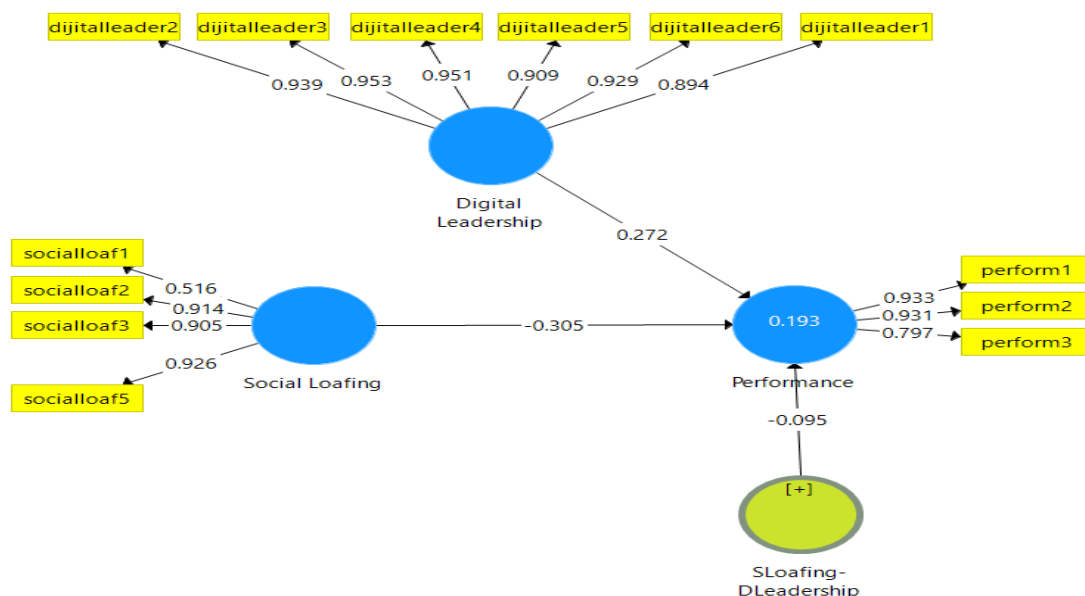 dijitalleader2 dijitalleader3 dijitalleader4 dijitalleader5 dijitalleader6 dijitalleader1
0.939 0.953 0.951 0.909 0.929 0.894
Digital
Leadership
0.272
socialloaf1
socialloaf2
socialloaf3
socialloaf5
0.516
0.914
0.905
0.926
Social Loafing
-0.305
0.193
Performance
0.933
0.931
0.797
perform1
perform2
perform3
-0.095
[+]
SLoafing-
DLeadership